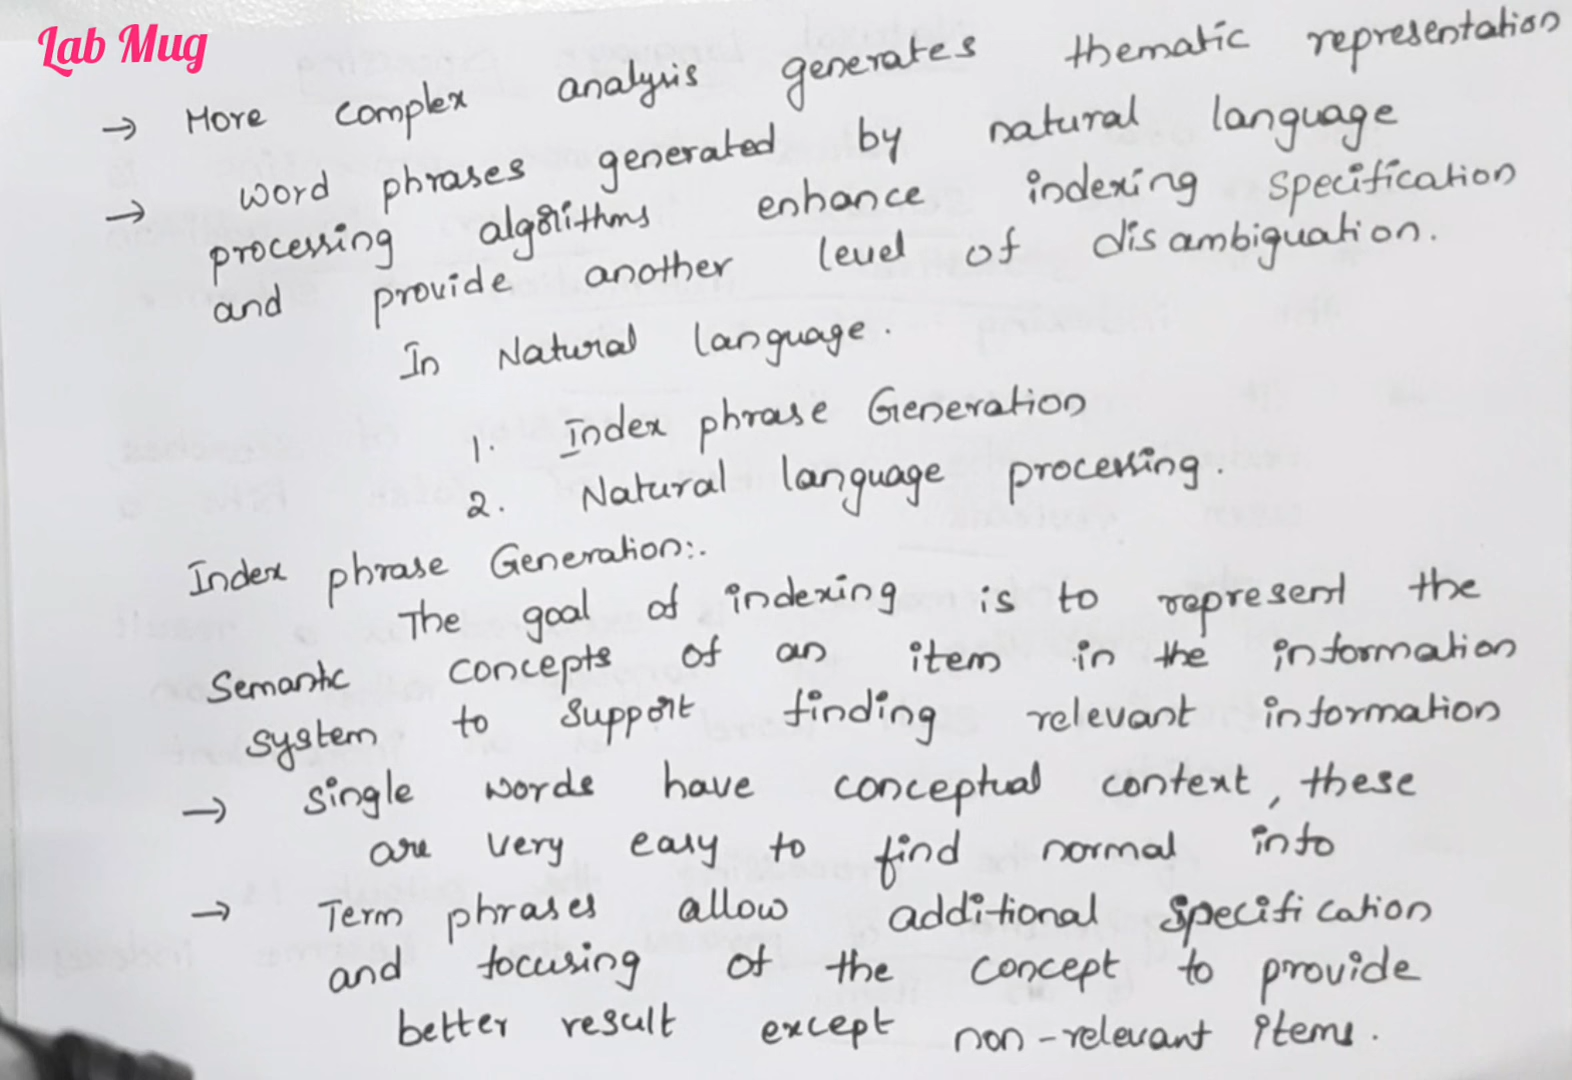 Lab Mug
→ More complex analysis generates thematic representation
→ word phrases generated by natural language
processing algorithms enhance indexing specification
and provide another level of disambiguation.
In Natural language.
1. Index phrase Generation
2. Natural language processing.
Index phrase Generation:.
The goal of indexing is to represent the
Semantic concepts of an item in the information
system to support finding relevant information
→ single words have conceptual context, these
are very easy to find normal info
→ Term phrases allow additional specification
and focusing of the concept to provide
better result except non-relevant items.